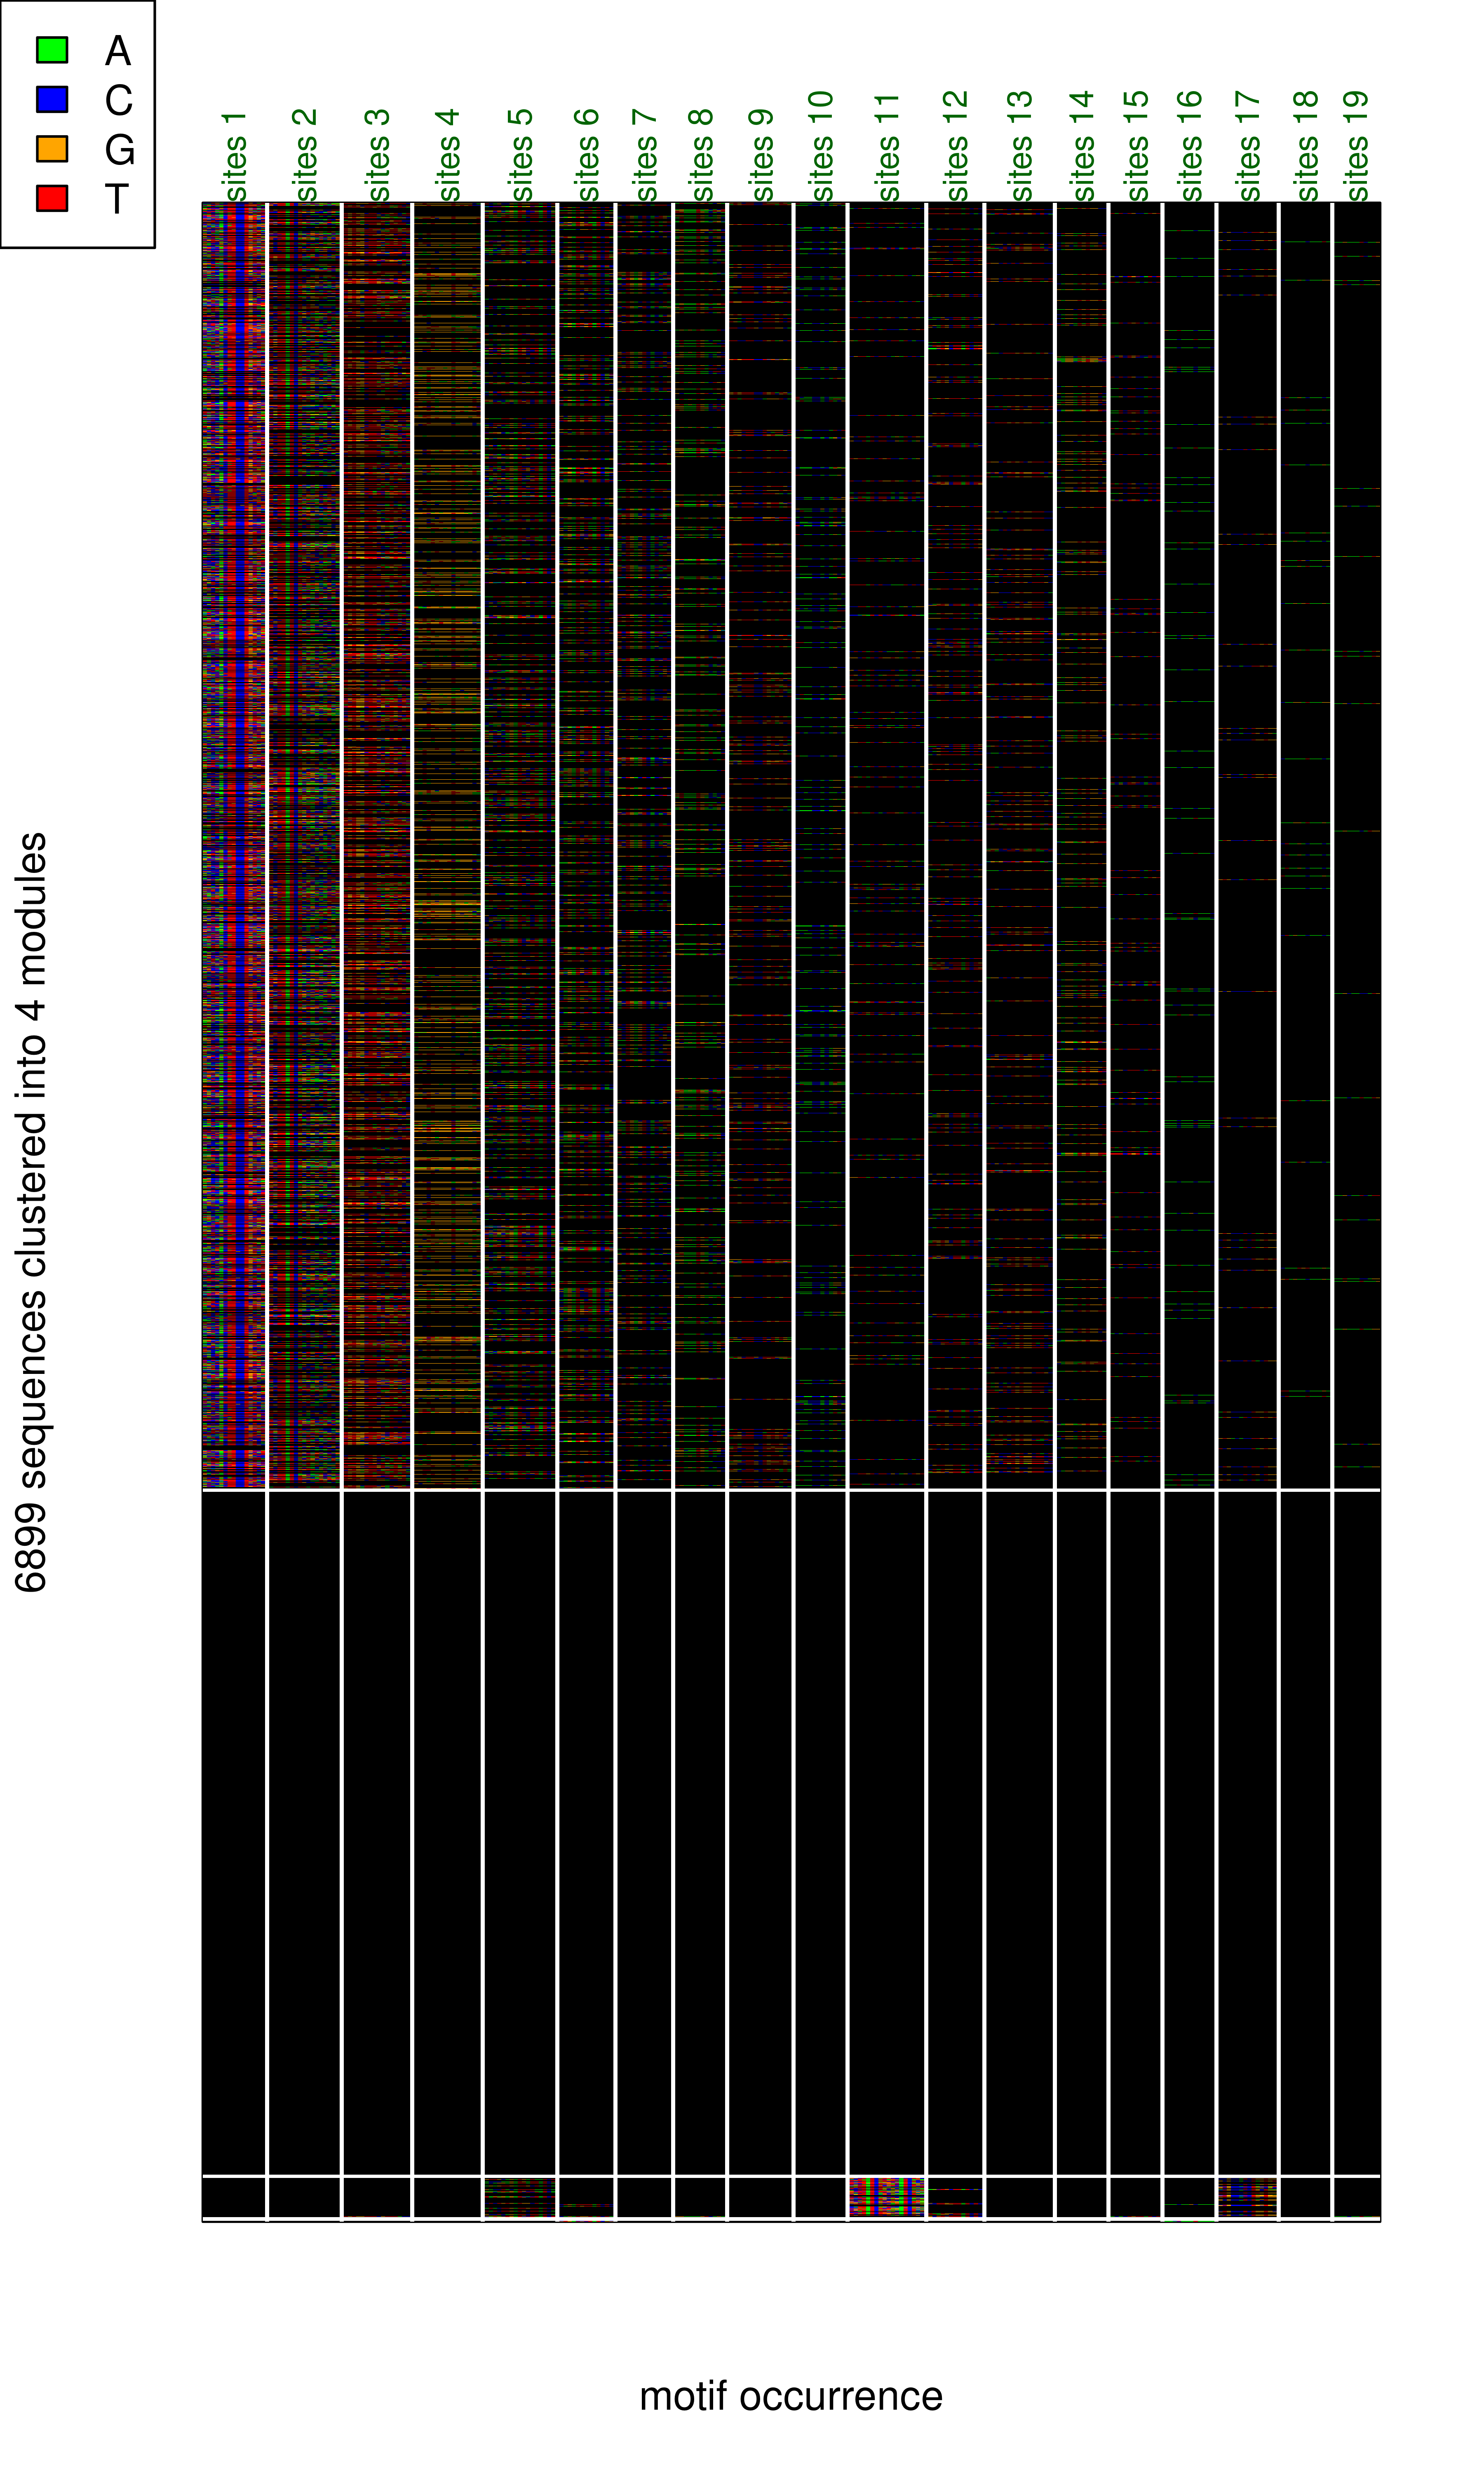 A
C
G
T
sites 1
sites 2
sites 3
sites 4
sites 5
sites 6
sites 7
sites 8
sites 9
sites 10
sites 11
sites 12
sites 13
sites 14
sites 15
sites 16
sites 17
sites 18
sites 19
6899 sequences clustered into 4 modules
motif occurrence